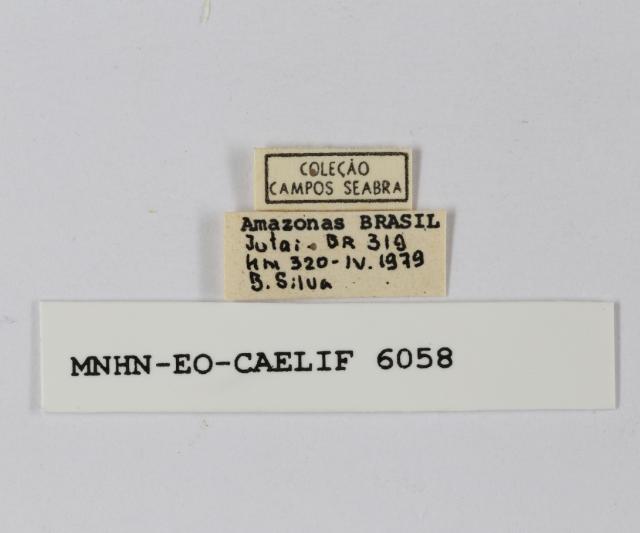 COLEÇÃO
CAMPOS SEABRA
Amazonas BRASIL
Jutai. BR 319
Km 320-IV.1979
B. Silva
MNHN-EO-CAELIF 6058